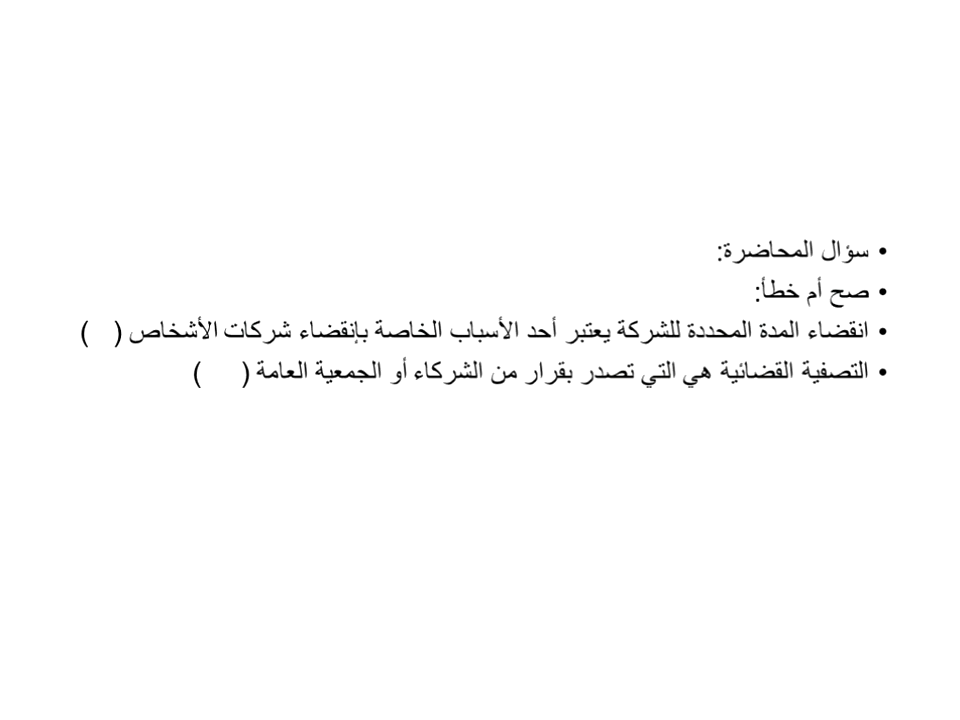 • سؤال المحاضرة:
• صح أم خطأ:
• انقضاء المدة المحددة للشركة يعتبر أحد الأسباب الخاصة بإنقضاء شركات الأشخاص (   )
• التصفية القضائية هي التي تصدر بقرار من الشركاء أو الجمعية العامة (     )